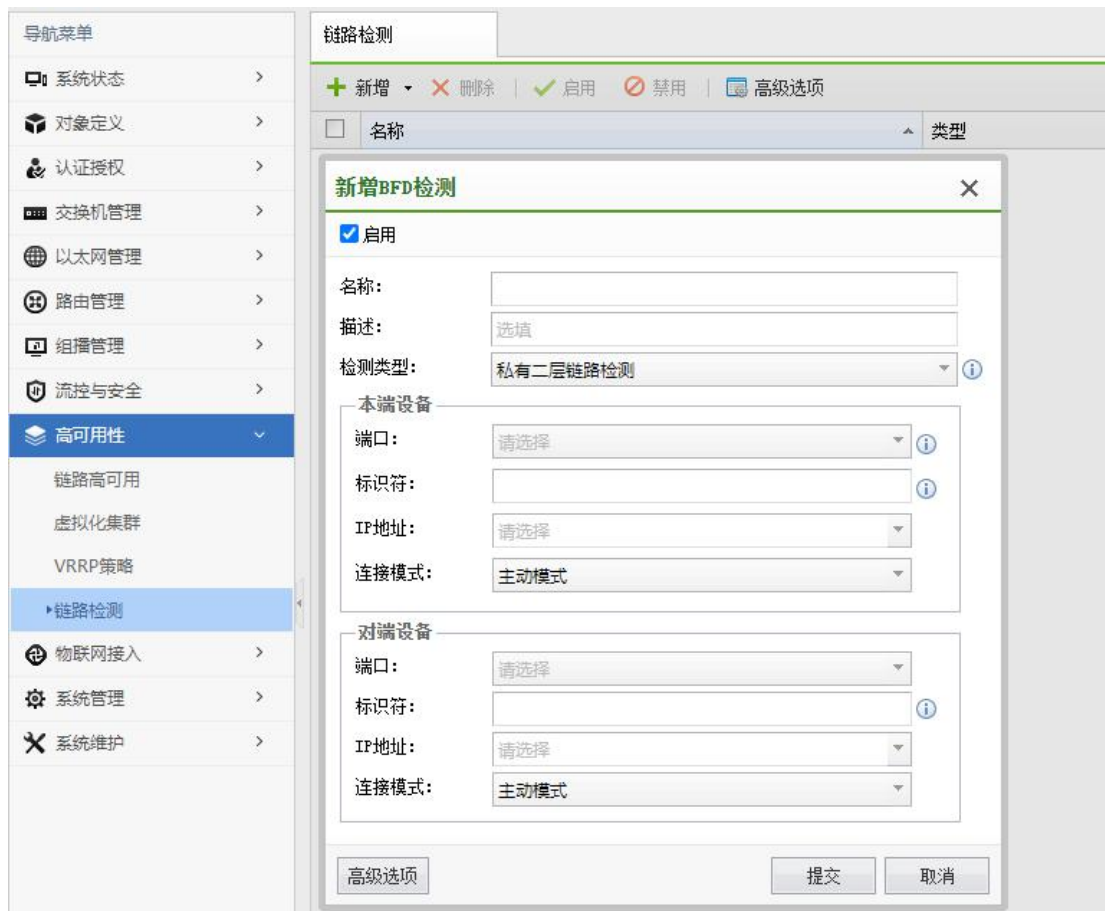 导航菜单
系统状态
对象定义
认证授权
交换机管理
以太网管理
路由管理
组播管理
流控与安全
高可用性
链路高可用
虚拟化集群
VRRP策略
链路检测
物联网接入
系统管理
系统维护
链路检测
新增 删除 启用 禁用 高级选项
名称 类型
新增BFD检测
启用
名称：
描述： 选填
检测类型： 私有二层链路检测
本端设备
端口： 请选择
标识符：
IP地址： 请选择
连接模式： 主动模式
对端设备
端口： 请选择
标识符：
IP地址： 请选择
连接模式： 主动模式
高级选项 提交 取消